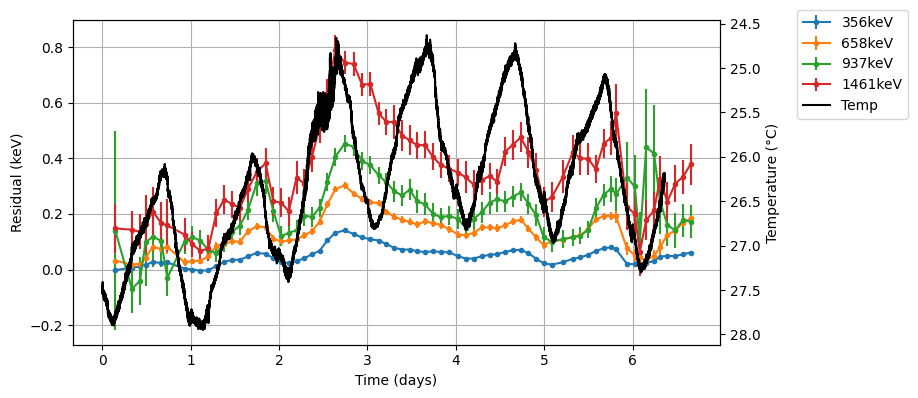 0.8
0.6
0.4
0.2
0.0
−0.2
Residual (keV)
0
1
2
3
4
5
6
Time (days)
24.5
25.0
25.5
26.0
26.5
27.0
27.5
28.0
Temperature (°C)
356keV
658keV
937keV
1461keV
Temp